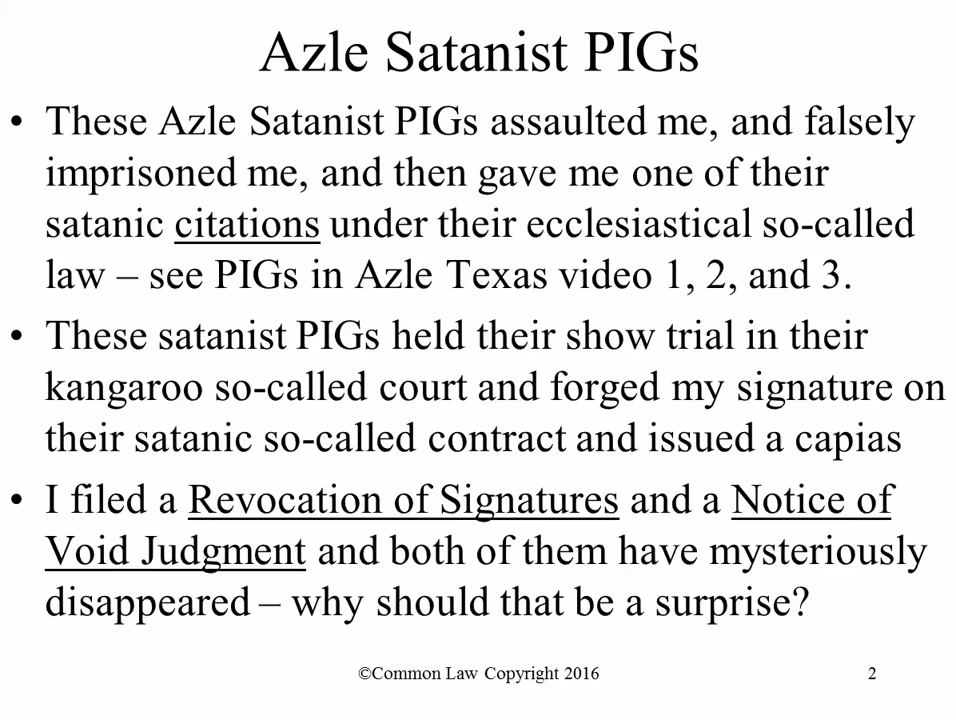 Azle Satanist PIGs
• These Azle Satanist PIGs assaulted me, and falsely
imprisoned me, and then gave me one of their
satanic citations under their ecclesiastical so-called
law – see PIGs in Azle Texas video 1, 2, and 3.
• These satanist PIGs held their show trial in their
kangaroo so-called court and forged my signature on
their satanic so-called contract and issued a capias
• I filed a Revocation of Signatures and a Notice of
Void Judgment and both of them have mysteriously
disappeared – why should that be a surprise?
©Common Law Copyright 2016
2